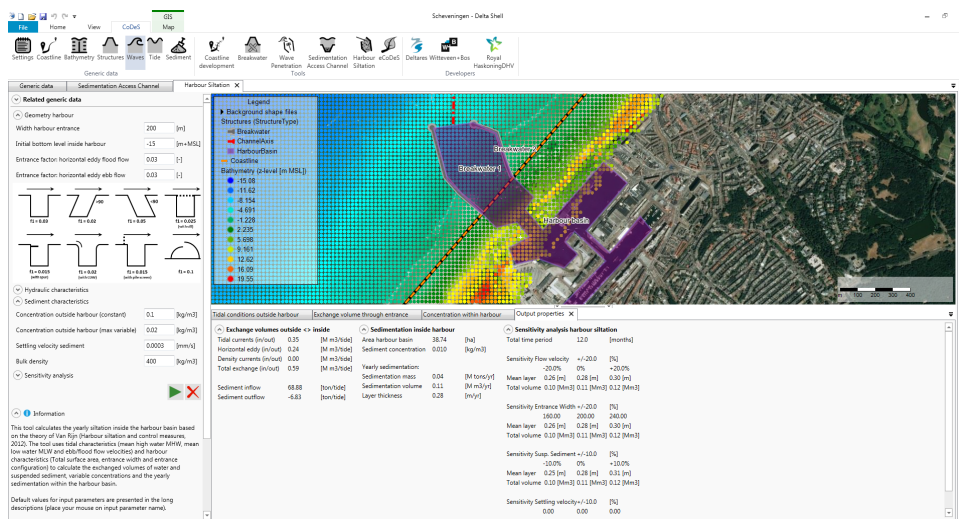 Scheveningen - Delta Shell
GIS
File Home View CoDeS Map
Settings Coastline Bathymetry Structures Waves Tide Sediment
Coastline development Breakwater Wave Penetration Sedimentation Access Channel Harbour Siltation eCoDeS
Deltares Witteveen+Bos Royal HaskoningDHV
Generic data Tools Developers
Generic data Sedimentation Access Channel Harbour Siltation X
Related generic data
Geometry harbour
Width harbour entrance 200 [m]
Initial bottom level inside harbour -15 [m+MSL]
Entrance factor: horizontal eddy flood flow 0.03 [-]
Entrance factor: horizontal eddy ebb flow 0.03 [-]
>90 <90
f1 = 0.03 f1 = 0.02 f1 = 0.05 f1 = 0.025
f1 = 0.015 f1 = 0.02 f1 = 0.015 f1 = 0.1
Hydraulic characteristics
Sediment characteristics
Concentration outside harbour (constant) 0.1 [kg/m3]
Concentration outside harbour (max variable) 0.02 [kg/m3]
Settling velocity sediment 0.0003 [mm/s]
Bulk density 400 [kg/m3]
Sensitivity analysis
Information
This tool calculates the yearly siltation inside the harbour basin based
on the theory of Van Rijn (Harbour siltation and control measures,
2012). The tool uses tidal characteristics (mean high water MHW, mean
low water MLW and ebb/flood flow velocities) and harbour
characteristics (Total surface area, entrance width and entrance
configuration) to calculate the exchanged volumes of water and
suspended sediment, variable concentrations and the yearly
sedimentation within the harbour basin.
Default values for input parameters are presented in the long
descriptions (place your mouse on input parameter name).
Legend
Background shape files
Structures (StructureType)
Breakwater
ChannelAxis
HarbourBasin
Coastline
Bathymetry (z-level [m MSL])
-15.08
-11.62
-8.154
-4.691
-1.228
2.235
5.698
9.161
12.62
16.09
19.55
Breakwater 1
Harbour basin
m 100 200 300 400
Tidal conditions outside harbour Exchange volume through entrance Concentration within harbour Output properties X
Exchange volumes outside <> inside
Tidal currents (in/out) 0.35 [M m3/tide]
Horizontal eddy (in/out) 0.24 [M m3/tide]
Density currents (in/out) 0.00 [M m3/tide]
Total exchange (in/out) 0.59 [M m3/tide]
Sediment inflow 68.88 [ton/tide]
Sediment outflow -6.83 [ton/tide]
Sedimentation inside harbour
Area harbour basin 38.74 [ha]
Sediment concentration 0.010 [kg/m3]
Yearly sedimentation:
Sedimentation mass 0.04 [M tons/yr]
Sedimentation volume 0.11 [M m3/yr]
Layer thickness 0.28 [m/yr]
Sensitivity analysis harbour siltation
Total time period 12.0 [months]
Sensitivity Flow velocity +/-20.0 [%]
-20.0% 0% +20.0%
Mean layer 0.26 [m] 0.28 [m] 0.30 [m]
Total volume 0.10 [Mm3] 0.11 [Mm3] 0.12 [Mm3]
Sensitivity Entrance Width +/-20.0 [%]
160.00 200.00 240.00
Mean layer 0.26 [m] 0.28 [m] 0.30 [m]
Total volume 0.10 [Mm3] 0.11 [Mm3] 0.12 [Mm3]
Sensitivity Susp. Sediment +/-10.0 [%]
-10.0% 0% +10.0%
Mean layer 0.25 [m] 0.28 [m] 0.31 [m]
Total volume 0.10 [Mm3] 0.11 [Mm3] 0.12 [Mm3]
Sensitivity Settling velocity+/-10.0 [%]
0.00 0.00 0.00